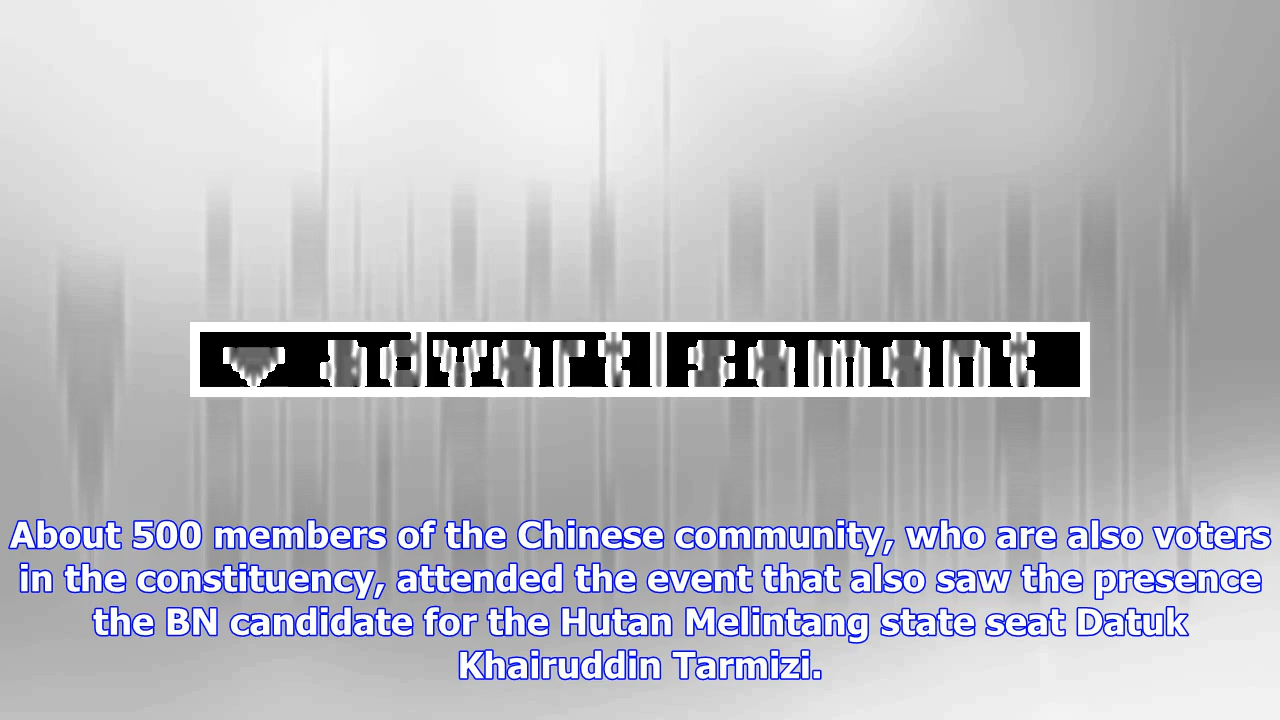 About 500 members of the Chinese community, who are also voters
in the constituency, attended the event that also saw the presence
the BN candidate for the Hutan Melintang state seat Datuk
Khairuddin Tarmizi.